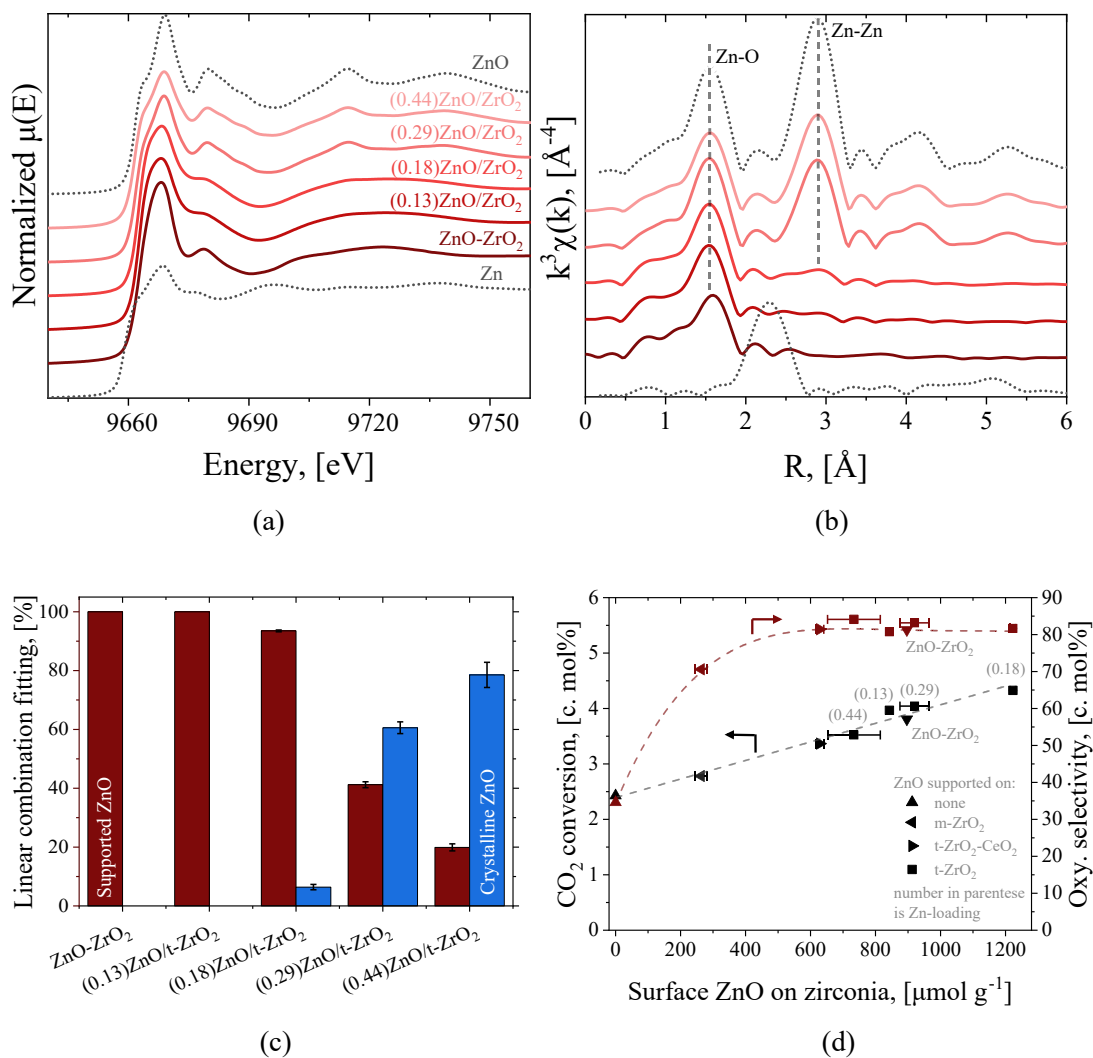 Normalized μ(E)
ZnO
(0.44)ZnO/ZrO₂
(0.29)ZnO/ZrO₂
(0.18)ZnO/ZrO₂
(0.13)ZnO/ZrO₂
ZnO-ZrO₂
Zn
9660 9690 9720 9750
Energy, [eV]
(a)
k³χ(k), [Å⁻⁴]
Zn-O
Zn-Zn
0 1 2 3 4 5 6
R, [Å]
(b)
Linear combination fitting, [%]
100
80
60
40
20
0
Supported ZnO
Crystalline ZnO
ZnO-ZrO₂
(0.13)ZnO/t-ZrO₂
(0.18)ZnO/t-ZrO₂
(0.29)ZnO/t-ZrO₂
(0.44)ZnO/t-ZrO₂
(c)
CO₂ conversion, [c. mol%]
6
5
4
3
2
1
0
ZnO-ZrO₂
(0.18)
(0.13)
(0.29)
(0.44)
ZnO-ZrO₂
ZnO supported on:
none
m-ZrO₂
t-ZrO₂-CeO₂
t-ZrO₂
number in parentese
is Zn-loading
90
80
70
60
50
40
30
20
10
0
Oxy. selectivity, [c. mol%]
0 200 400 600 800 1000 1200
Surface ZnO on zirconia, [μmol g⁻¹]
(d)